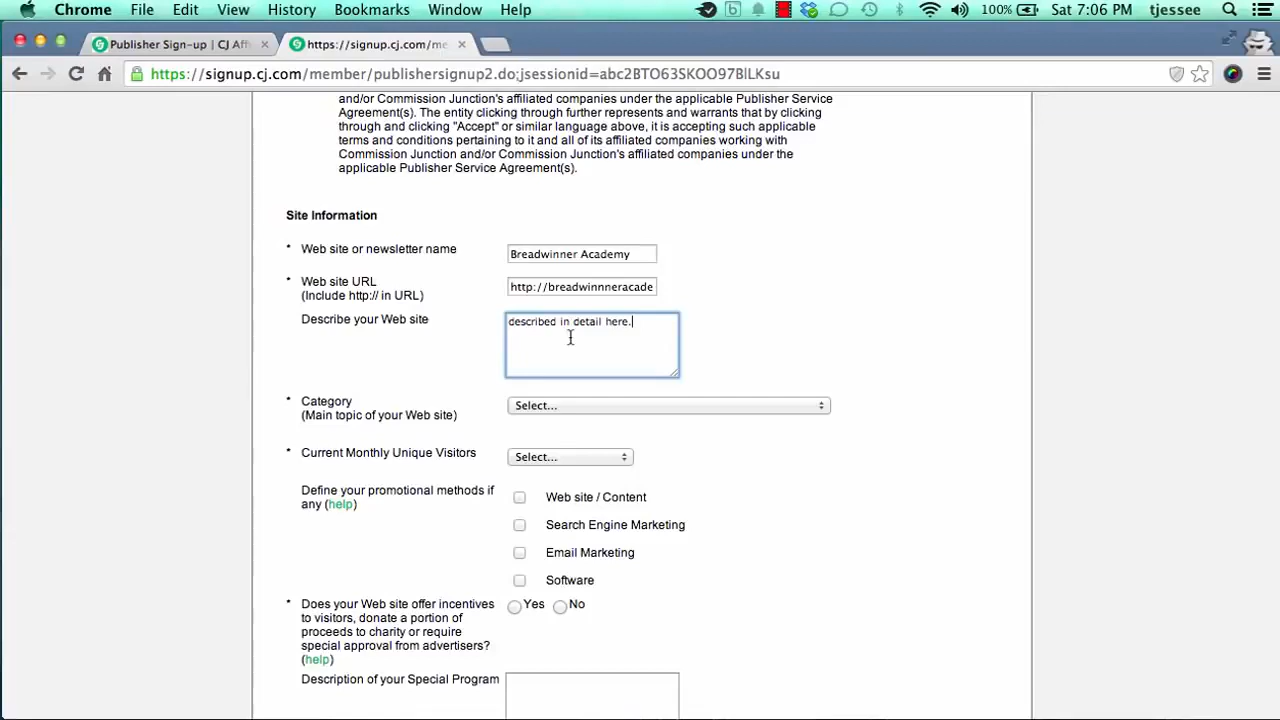 Chrome File Edit View History Bookmarks Window Help 100% Sat 7:06 PM tjessee
Publisher Sign-up | CJ Aff
https://signup.cj.com/me
https://signup.cj.com/member/publishersignup2.do;jsessionid=abc2BTO63SKOO97BlLKsu
and/or Commission Junction's affiliated companies under the applicable Publisher Service
Agreement(s). The entity clicking through further represents and warrants that by clicking
through and clicking "Accept" or similar language above, it is accepting such applicable
terms and conditions pertaining to it and all of its affiliated companies working with
Commission Junction and/or Commission Junction's affiliated companies under the
applicable Publisher Service Agreement(s).
Site Information
* Web site or newsletter name
Breadwinner Academy
* Web site URL
(Include http:// in URL)
http://breadwinnneracade
Describe your Web site
described in detail here.
* Category
(Main topic of your Web site)
Select...
* Current Monthly Unique Visitors
Select...
Define your promotional methods if
any (help)
Web site / Content
Search Engine Marketing
Email Marketing
Software
* Does your Web site offer incentives
to visitors, donate a portion of
proceeds to charity or require
special approval from advertisers?
(help)
Yes No
Description of your Special Program